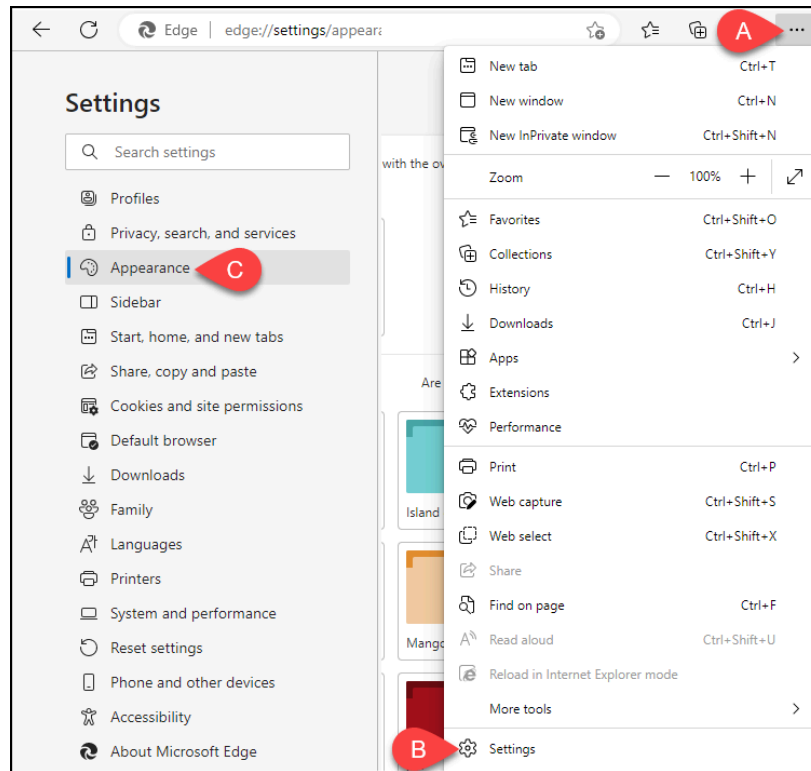 Edge | edge://settings/appear
A
Settings
Search settings
Profiles
Privacy, search, and services
Appearance
C
Sidebar
Start, home, and new tabs
Share, copy and paste
Cookies and site permissions
Default browser
Downloads
Family
Languages
Printers
System and performance
Reset settings
Phone and other devices
Accessibility
About Microsoft Edge
with the ov
Are
Island
Mango
New tab Ctrl+T
New window Ctrl+N
New InPrivate window Ctrl+Shift+N
Zoom — 100% +
Favorites Ctrl+Shift+O
Collections Ctrl+Shift+Y
History Ctrl+H
Downloads Ctrl+J
Apps
Extensions
Performance
Print Ctrl+P
Web capture Ctrl+Shift+S
Web select Ctrl+Shift+X
Share
Find on page Ctrl+F
Read aloud Ctrl+Shift+U
Reload in Internet Explorer mode
More tools
B
Settings